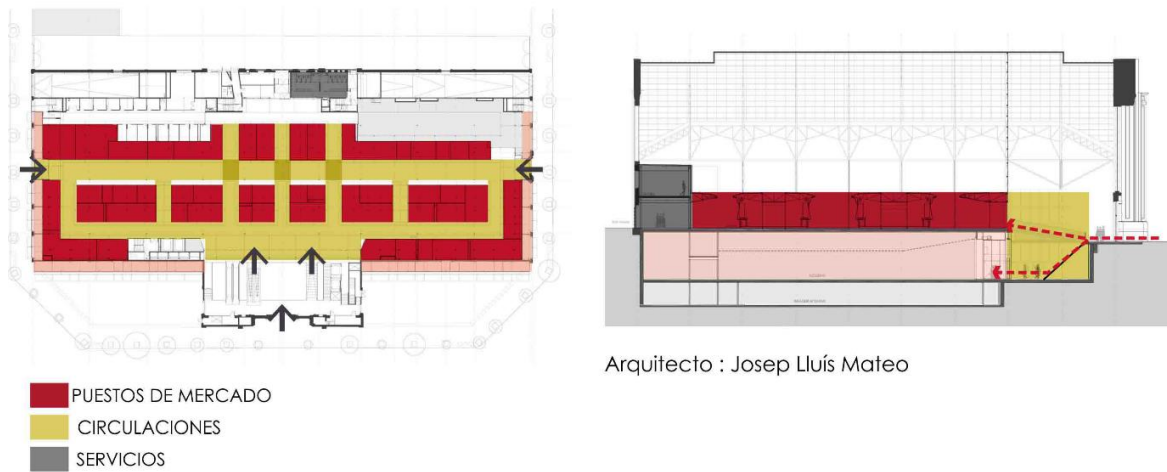 Arquitecto : Josep Lluís Mateo
PUESTOS DE MERCADO
CIRCULACIONES
SERVICIOS